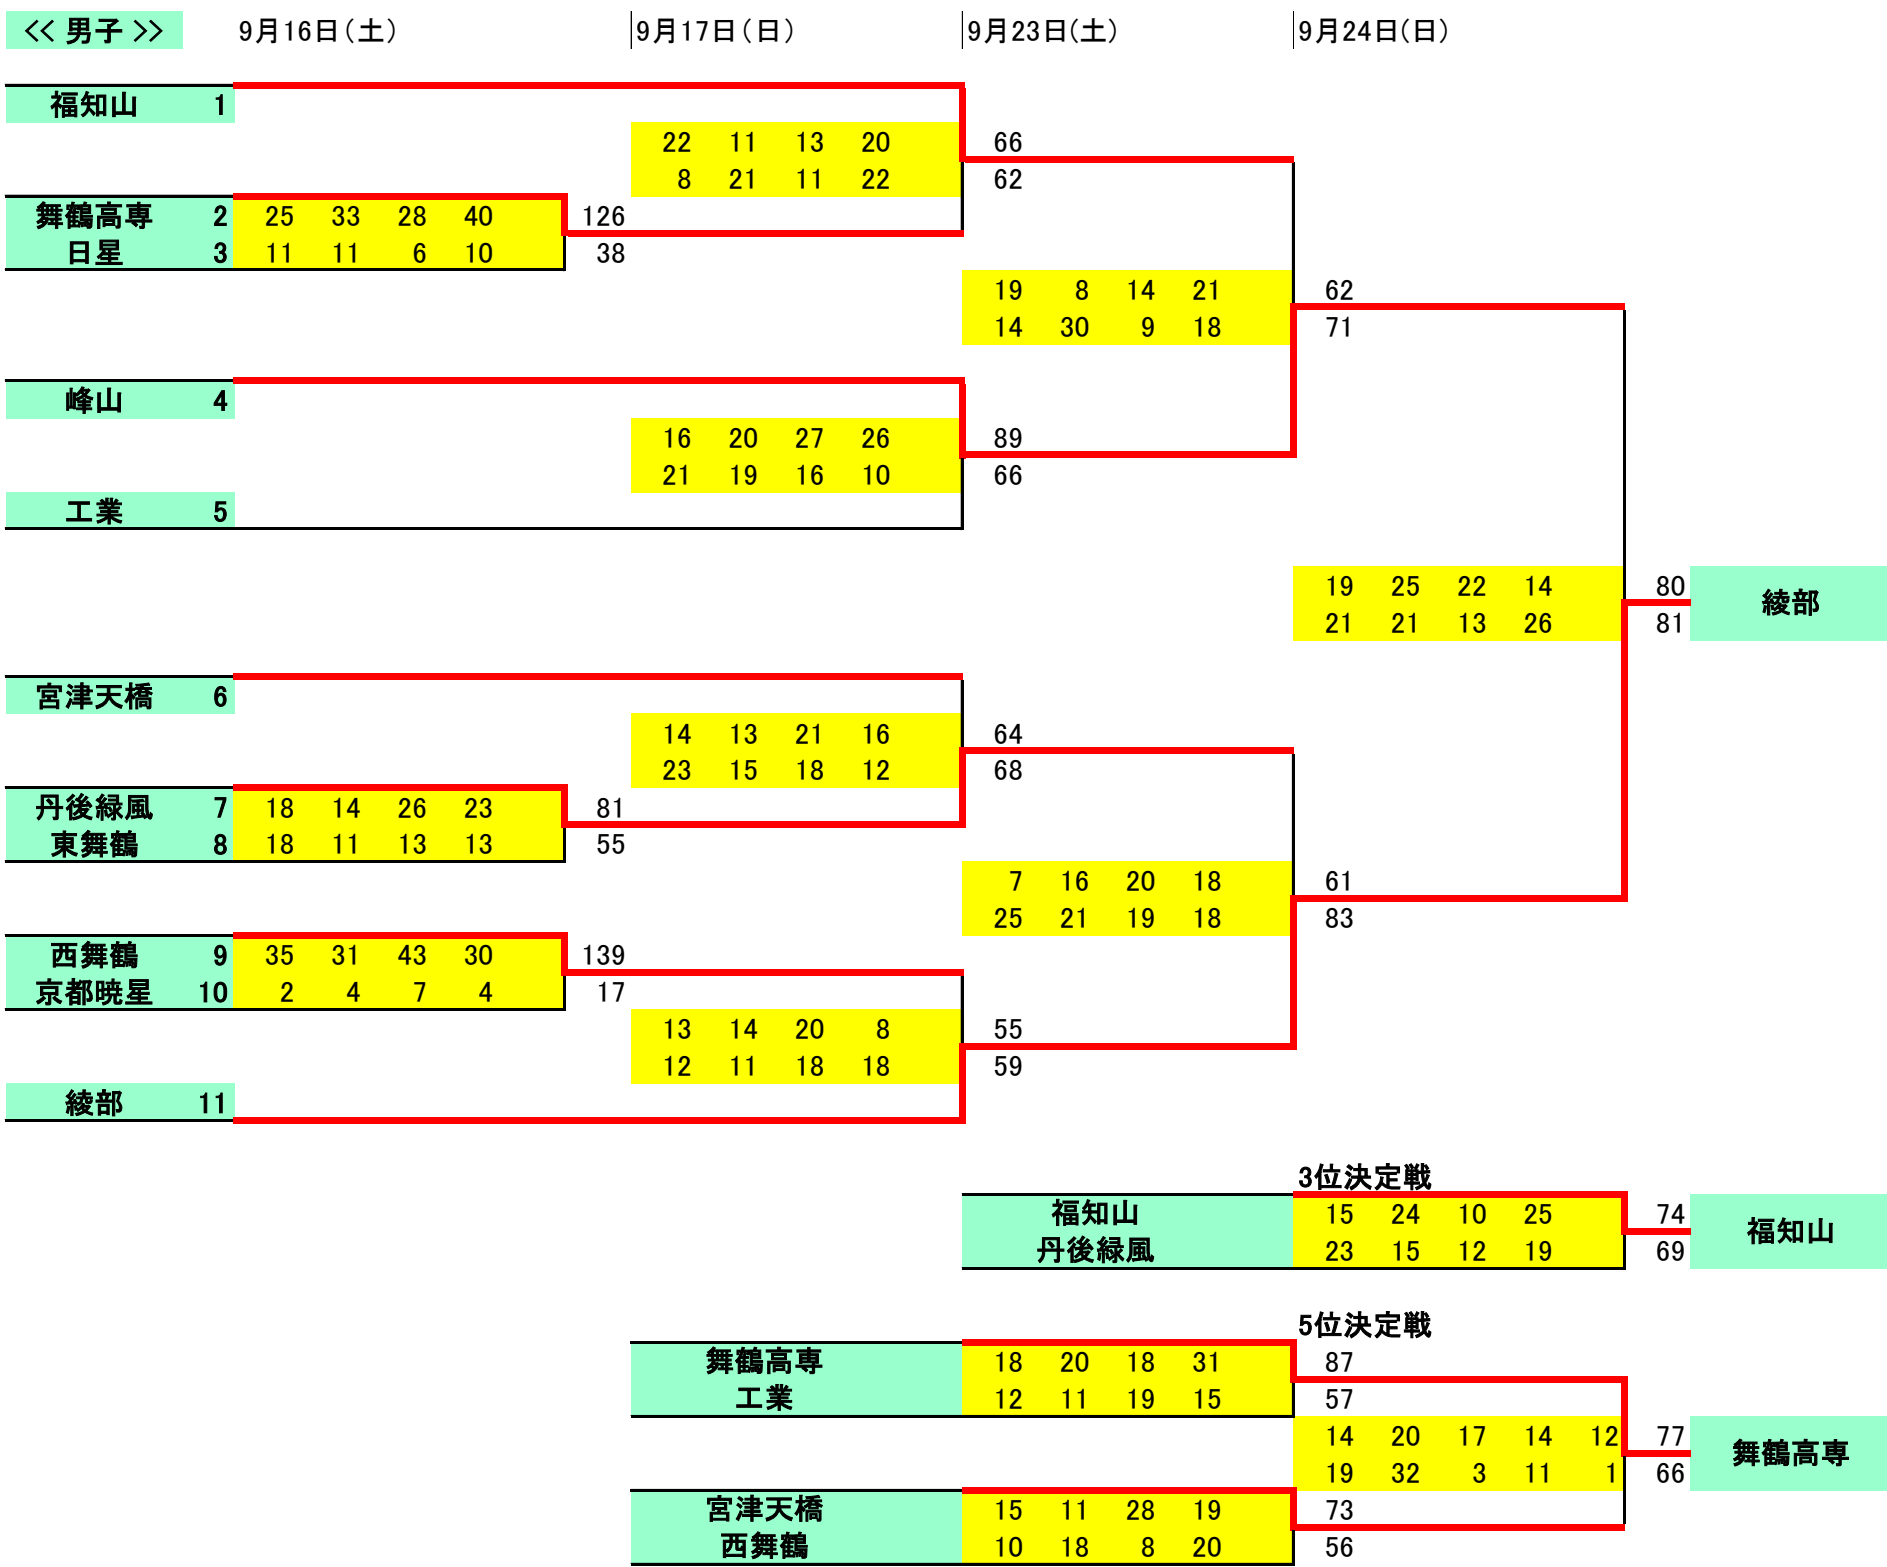 << 男子 >> 9月16日(土) 9月17日(日) 9月23日(土) 9月24日(日)
福知山 1
22 11 13 20 66
8 21 11 22 62
舞鶴高専 2 25 33 28 40 126
日星 3 11 11 6 10 38
19 8 14 21 62
14 30 9 18 71
峰山 4
16 20 27 26 89
21 19 16 10 66
工業 5
19 25 22 14 80
綾部
21 21 13 26 81
宮津天橋 6
14 13 21 16 64
23 15 18 12 68
丹後緑風 7 18 14 26 23 81
東舞鶴 8 18 11 13 13 55
7 16 20 18 61
25 21 19 18 83
西舞鶴 9 35 31 43 30 139
京都暁星 10 2 4 7 4 17
13 14 20 8 55
12 11 18 18 59
綾部 11
3位決定戦
福知山 15 24 10 25 74
福知山
丹後緑風 23 15 12 19 69
5位決定戦
舞鶴高専 18 20 18 31 87
工業 12 11 19 15 57
14 20 17 14 12 77
舞鶴高専
19 32 3 11 1 66
宮津天橋 15 11 28 19 73
西舞鶴 10 18 8 20 56